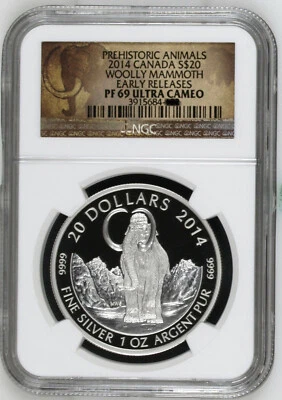 PREHISTORIC ANIMALS
2014 CANADA S$20
WOOLLY MAMMOTH
EARLY RELEASES
PF 69 ULTRA CAMEO
3915684
NGC
20 DOLLARS 2014
9999
9999
FINE SILVER 1 OZ ARGENT PUR